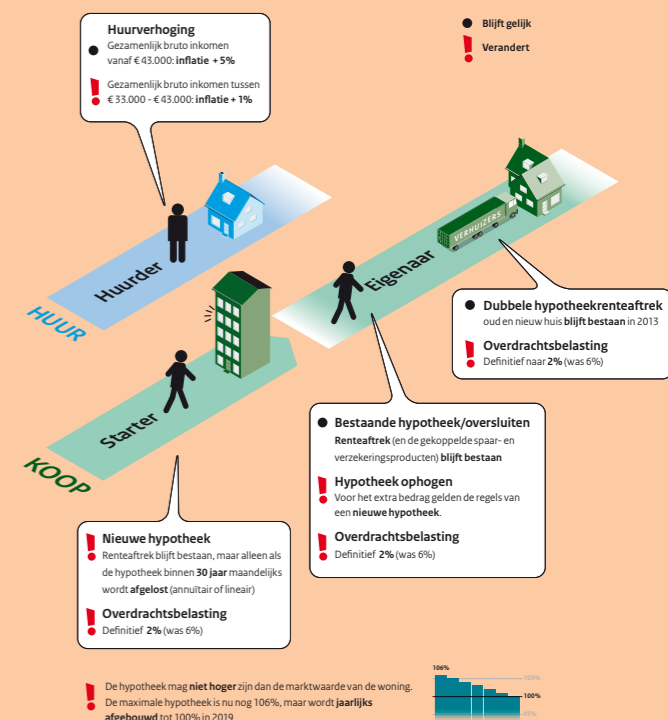 Huurverhoging
Gezamenlijk bruto inkomen
vanaf € 43.000: inflatie + 5%
Gezamenlijk bruto inkomen tussen
€ 33.000 - € 43.000: inflatie + 1%
Blijft gelijk
Verandert
Huurder
HUUR
VERHUIZERS
Eigenaar
Dubbele hypotheekrenteaftrek
oud en nieuw huis blijft bestaan in 2013
Overdrachtsbelasting
Definitief naar 2% (was 6%)
Starter
KOOP
Bestaande hypotheek/oversluiten
Renteaftrek (en de gekoppelde spaar- en
verzekeringsproducten) blijft bestaan
Hypotheek ophogen
Voor het extra bedrag gelden de regels van
een nieuwe hypotheek.
Overdrachtsbelasting
Definitief 2% (was 6%)
Nieuwe hypotheek
Renteaftrek blijft bestaan, maar alleen als
de hypotheek binnen 30 jaar maandelijks
wordt afgelost (annuïtair of lineair)
Overdrachtsbelasting
Definitief 2% (was 6%)
De hypotheek mag niet hoger zijn dan de marktwaarde van de woning.
De maximale hypotheek is nu nog 106%, maar wordt jaarlijks
afgebouwd tot 100% in 2019
106%
105%
100%
95%